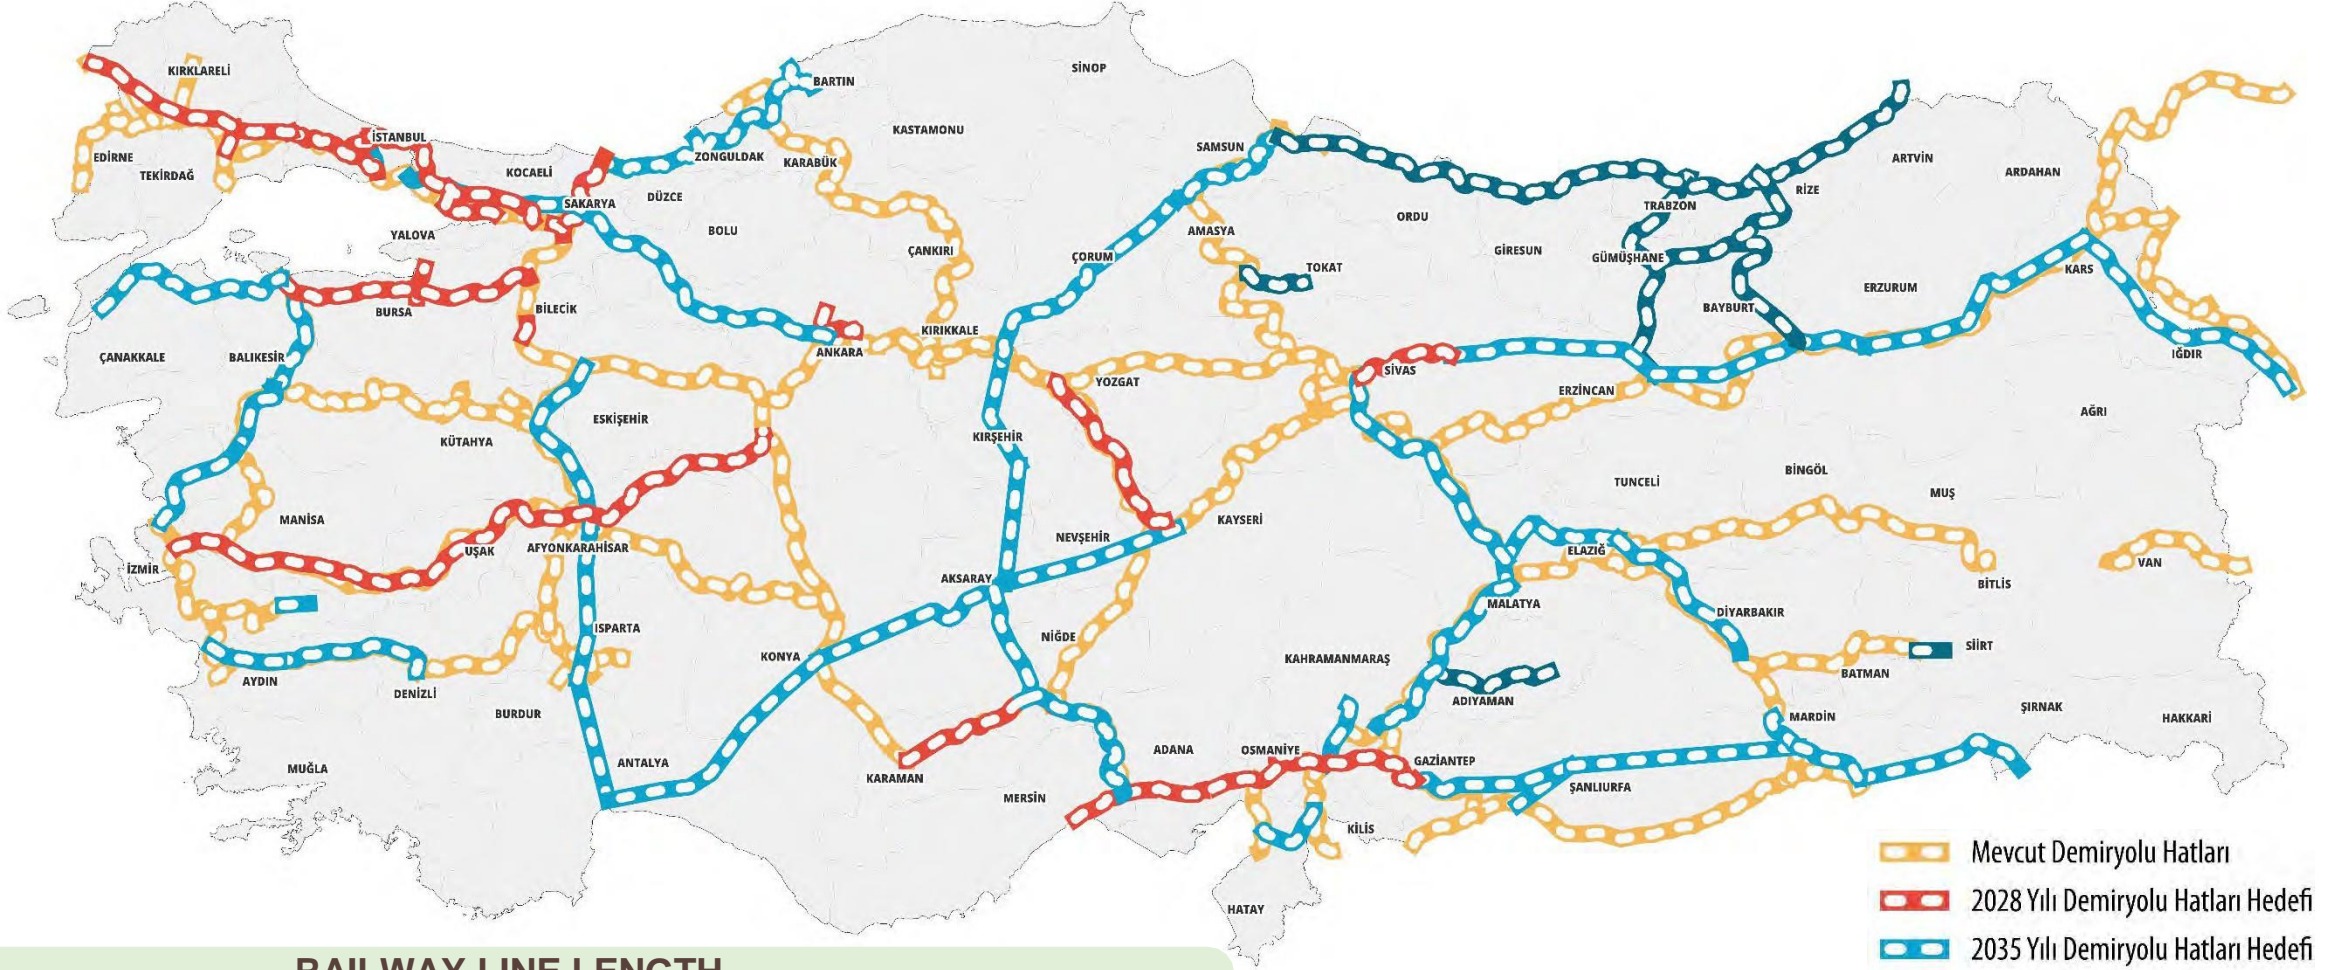 SİNOP
KIRKLARELİ
BARTIN
KASTAMONU
İSTANBUL
SAMSUN
EDİRNE
ZONGULDAK
KARABÜK
ARTVİN
TEKİRDAĞ
KOCAELİ
ARDAHAN
RİZE
DÜZCE
SAKARYA
TRABZON
ORDU
YALOVA
BOLU
AMASYA
ÇANKIRI
GİRESUN
ÇORUM
GÜMÜŞHANE
TOKAT
KARS
ERZURUM
BURSA
BİLECİK
BAYBURT
KIRIKKALE
ÇANAKKALE
BALIKESİR
ANKARA
IĞDIR
SİVAS
YOZGAT
ERZİNCAN
AĞRI
ESKİŞEHİR
KÜTAHYA
KIRŞEHİR
BİNGÖL
TUNCELİ
MUŞ
MANİSA
KAYSERİ
NEVŞEHİR
UŞAK
AFYONKARAHİSAR
ELAZIĞ
VAN
İZMİR
AKSARAY
BİTLİS
MALATYA
DİYARBAKIR
ISPARTA
NİĞDE
SİİRT
KONYA
KAHRAMANMARAŞ
BATMAN
AYDIN
DENİZLİ
ADIYAMAN
ŞIRNAK
BURDUR
MARDİN
HAKKARİ
ADANA
OSMANİYE
ANTALYA
GAZİANTEP
MUĞLA
KARAMAN
ŞANLIURFA
MERSİN
KİLİS
HATAY
Mevcut Demiryolu Hatları
2028 Yılı Demiryolu Hatları Hedefi
2035 Yılı Demiryolu Hatları Hedefi
RAILWAY LINE LENGTH